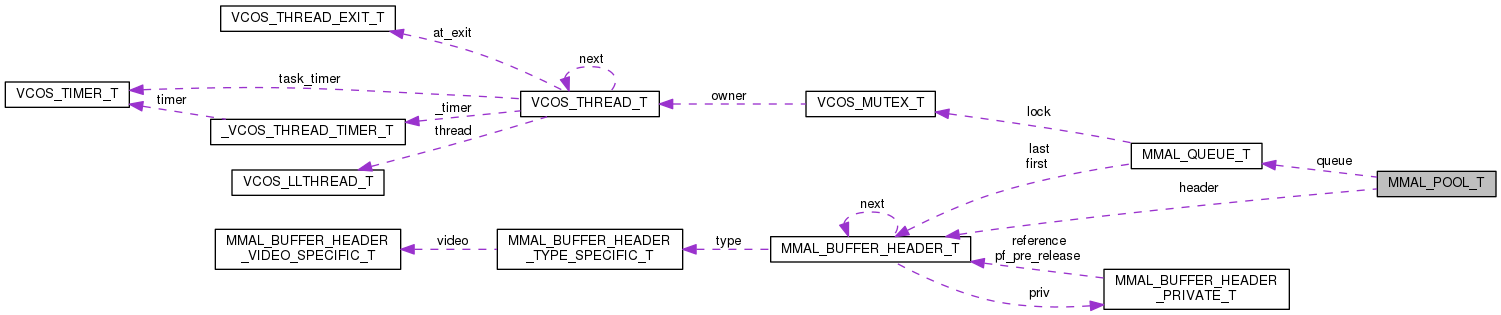 VCOS_THREAD_EXIT_T
at_exit
next
task_timer
VCOS_TIMER_T
timer
VCOS_THREAD_T
owner
VCOS_MUTEX_T
_timer
lock
_VCOS_THREAD_TIMER_T
thread
last
first
MMAL_QUEUE_T
queue
VCOS_LLTHREAD_T
MMAL_POOL_T
header
next
MMAL_BUFFER_HEADER
_VIDEO_SPECIFIC_T
video
MMAL_BUFFER_HEADER
_TYPE_SPECIFIC_T
type
MMAL_BUFFER_HEADER_T
reference
pf_pre_release
priv
MMAL_BUFFER_HEADER
_PRIVATE_T